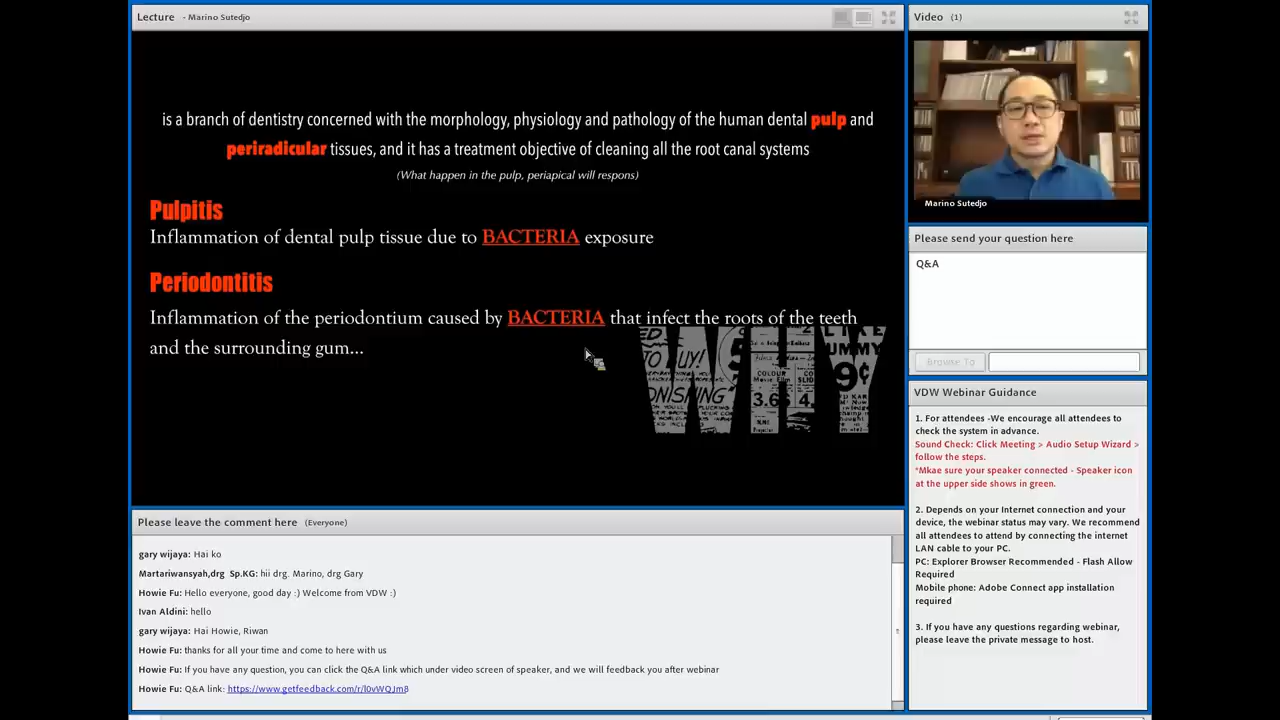 Lecture - Marino Sutedjo
is a branch of dentistry concerned with the morphology, physiology and pathology of the human dental pulp and
periradicular tissues, and it has a treatment objective of cleaning all the root canal systems
(What happen in the pulp, periapical will respons)
Pulpitis
Inflammation of dental pulp tissue due to BACTERIA exposure
Periodontitis
Inflammation of the periodontium caused by BACTERIA that infect the roots of the teeth
and the surrounding gum...
WHY
Please leave the comment here (Everyone)
gary wijaya: Hai ko
Martariwansyah,drg Sp.KG: hii drg. Marino, drg Gary
Howie Fu: Hello everyone, good day :) Welcome from VDW :)
Ivan Aldini: hello
gary wijaya: Hai Howie, Riwan
Howie Fu: thanks for all your time and come to here with us
Howie Fu: If you have any question, you can click the Q&A link which under video screen of speaker, and we will feedback you after webinar
Howie Fu: Q&A link: https://www.getfeedback.com/r/l0vWQJm8
Video (1)
Marino Sutedjo
Please send your question here
Q&A
Browse To
VDW Webinar Guidance
1. For attendees -We encourage all attendees to
check the system in advance.
Sound Check: Click Meeting > Audio Setup Wizard >
follow the steps.
*Mkae sure your speaker connected - Speaker icon
at the upper side shows in green.
2. Depends on your Internet connection and your
device, the webinar status may vary. We recommend
all attendees to attend by connecting the internet
LAN cable to your PC.
PC: Explorer Browser Recommended - Flash Allow
Required
Mobile phone: Adobe Connect app installation
required
3. If you have any questions regarding webinar,
please leave the private message to host.